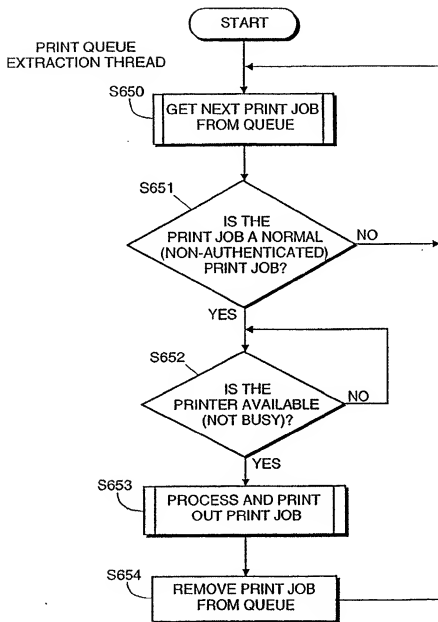 START
PRINT QUEUE
EXTRACTION THREAD
S650
GET NEXT PRINT JOB
FROM QUEUE
S651
IS THE
PRINT JOB A NORMAL
(NON-AUTHENTICATED)
PRINT JOB?
NO
YES
S652
IS THE
PRINTER AVAILABLE
(NOT BUSY)?
NO
YES
S653
PROCESS AND PRINT
OUT PRINT JOB
S654
REMOVE PRINT JOB
FROM QUEUE